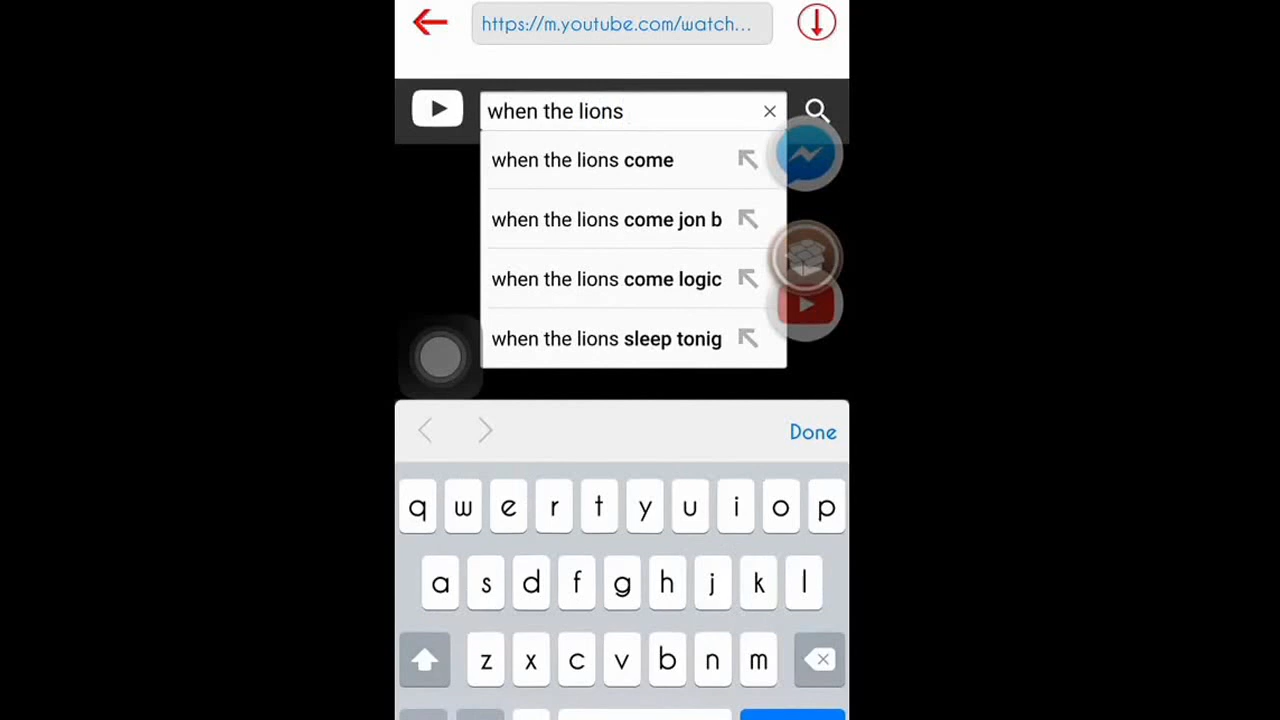 https://m.youtube.com/watch...
when the lions
when the lions come
when the lions come jon b
when the lions come logic
when the lions sleep tonig
Done
q w e r t y u i o p
a s d f g h j k l
z x c v b n m